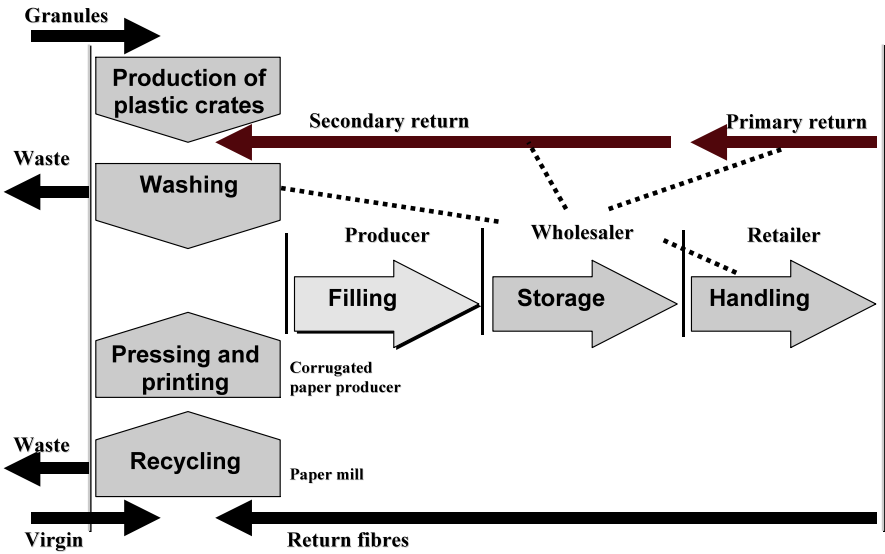 Granules
Production of
plastic crates
Secondary return
Primary return
Waste
Washing
Producer
Wholesaler
Retailer
Filling
Storage
Handling
Pressing and
printing
Corrugated
paper producer
Waste
Recycling
Paper mill
Virgin
Return fibres